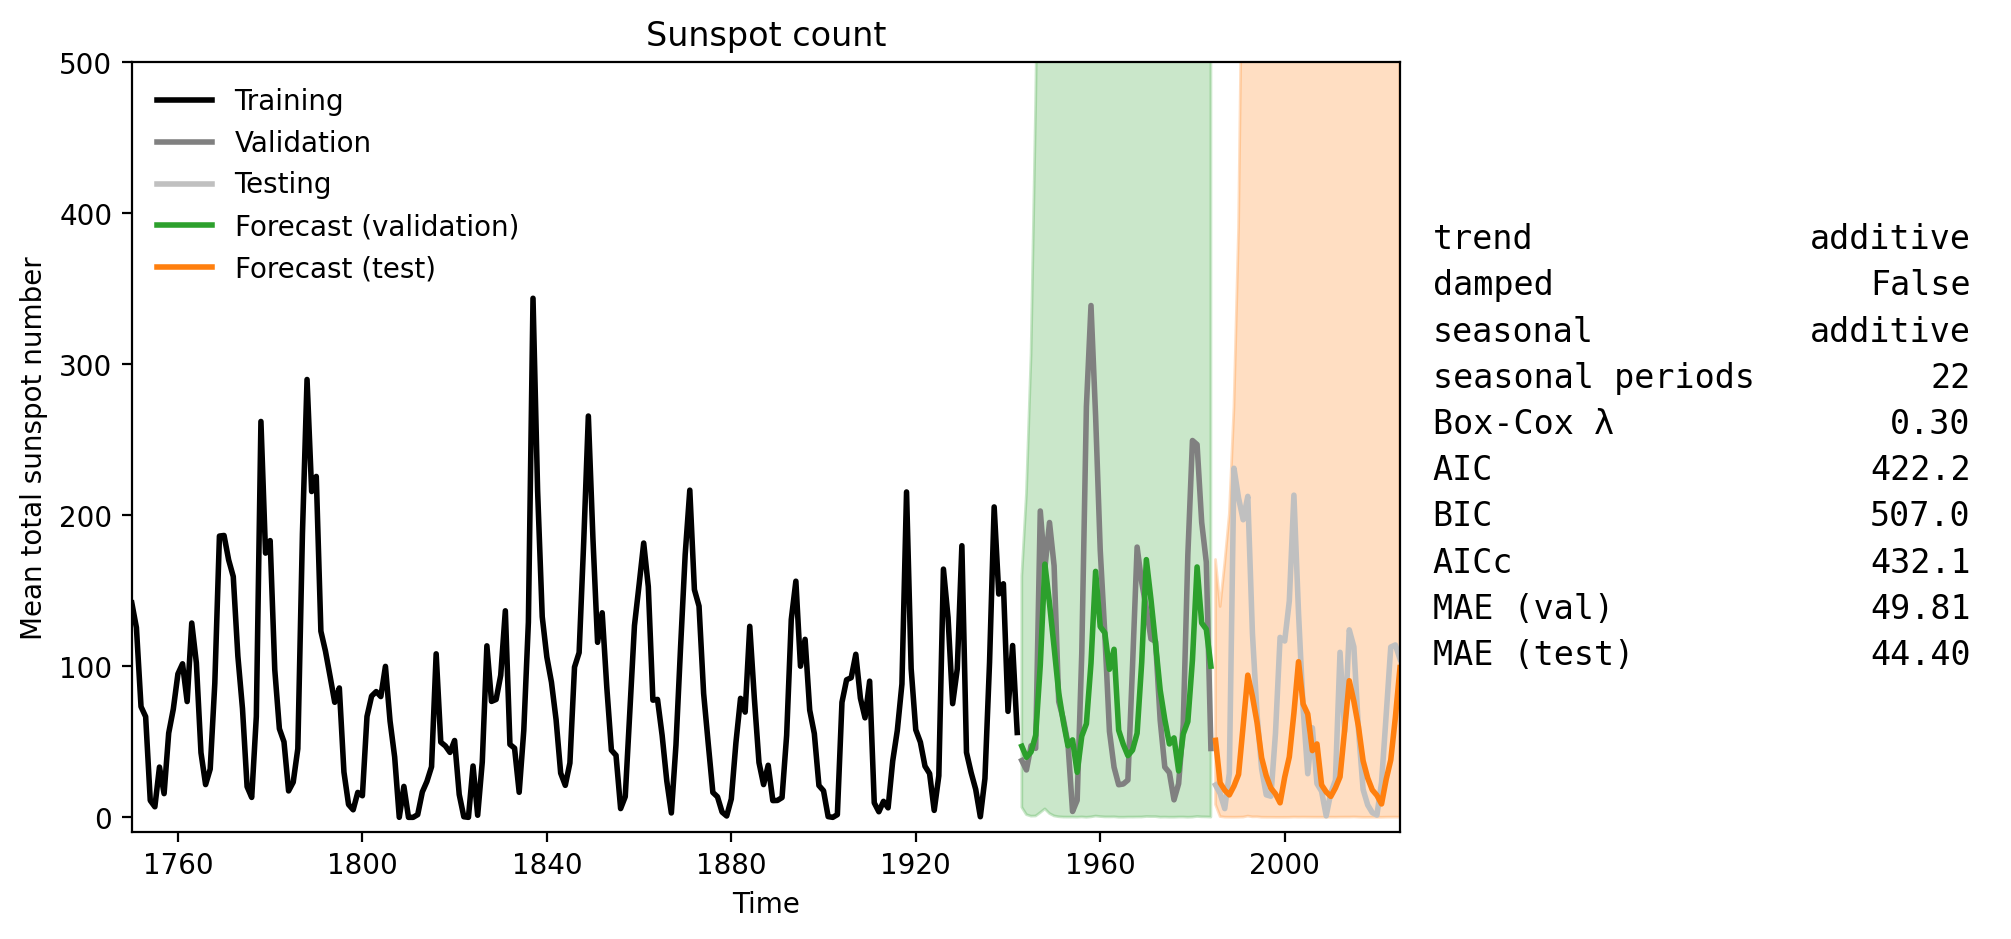 Sunspot count
500
400
300
200
100
0
Mean total sunspot number
Training
Validation
Testing
Forecast (validation)
Forecast (test)
1760 1800 1840 1880 1920 1960 2000
Time
trend additive
damped False
seasonal additive
seasonal periods 22
Box-Cox λ 0.30
AIC 422.2
BIC 507.0
AICc 432.1
MAE (val) 49.81
MAE (test) 44.40